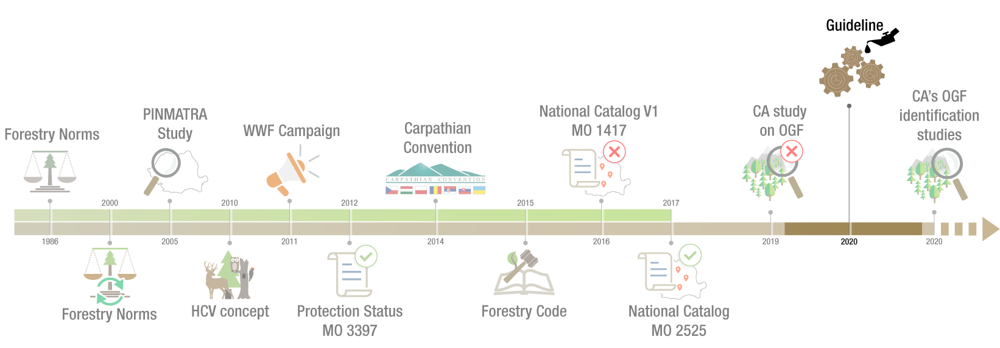 Guideline
CA's OGF
identification
studies
National Catalog V1
MO 1417
CA study
on OGF
PINMATRA
Study
WWF Campaign
Carpathian
Convention
Forestry Norms
CARPATHIAN CONVENTION
2000
2010
2012
2015
2017
1986
2005
2011
2014
2016
2019
2020
2020
Forestry Norms
HCV concept
Protection Status
MO 3397
Forestry Code
National Catalog
MO 2525